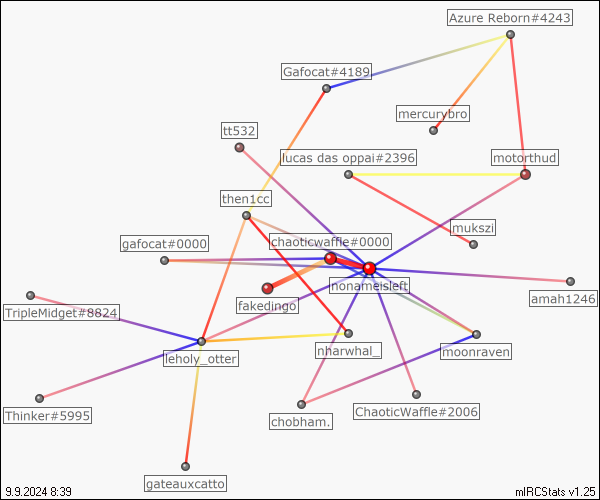 Azure Reborn#4243
Gafocat#4189
mercurybro
tt532
lucas das oppai#2396
motorthud
then1cc
mukszi
gafocat#0000
chaoticwaffle#0000
nonameisleft
amah1246
fakedingo
TripleMidget#8824
leholy_otter
nharwhal_
moonraven
Thinker#5995
chobham.
ChaoticWaffle#2006
gateauxcatto
9.9.2024 8:39
mIRCStats v1.25